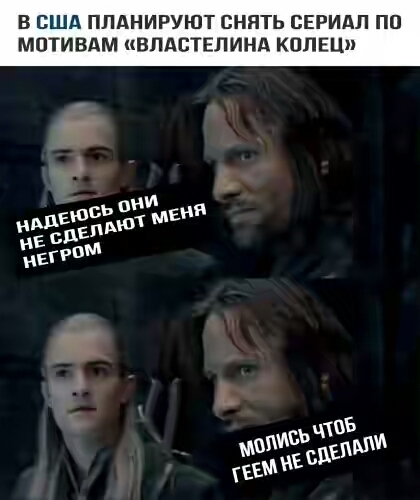 В США ПЛАНИРУЮТ СНЯТЬ СЕРИАЛ ПО
МОТИВАМ «ВЛАСТЕЛИНА КОЛЕЦ»
НАДЕЮСЬ ОНИ
НЕ СДЕЛАЮТ МЕНЯ
НЕГРОМ
МОЛИСЬ ЧТОБ
ГЕЕМ НЕ СДЕЛАЛИ